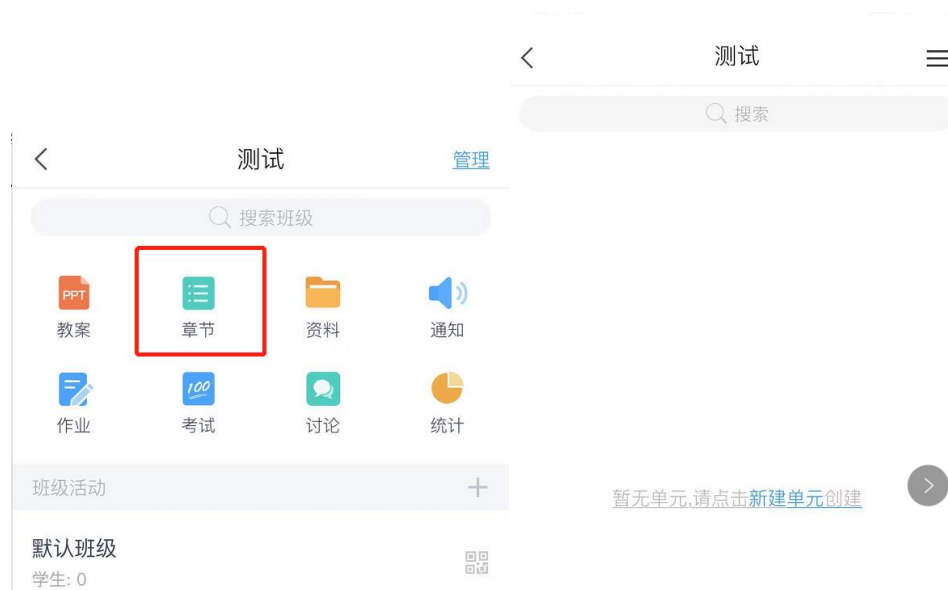 测试
管理
搜索班级
PPT
教案
章节
资料
通知
100
作业
考试
讨论
统计
班级活动
默认班级
学生: 0
测试
搜索
暂无单元,请点击新建单元创建